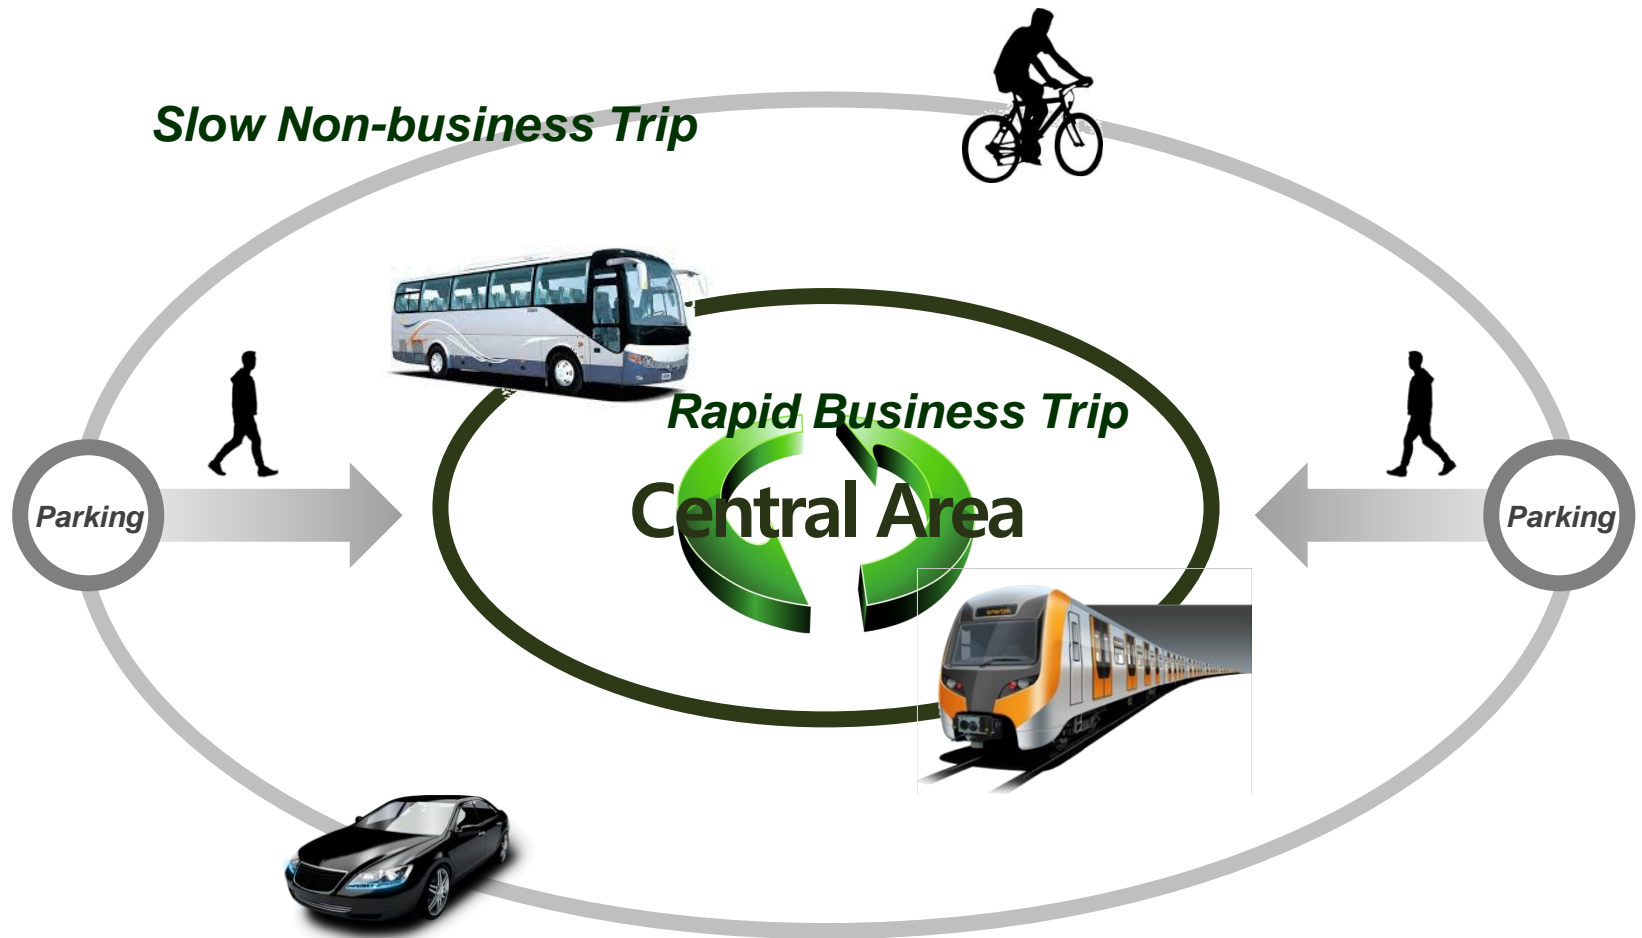 Slow Non-business Trip
Rapid Business Trip
Central Area
Parking
Parking